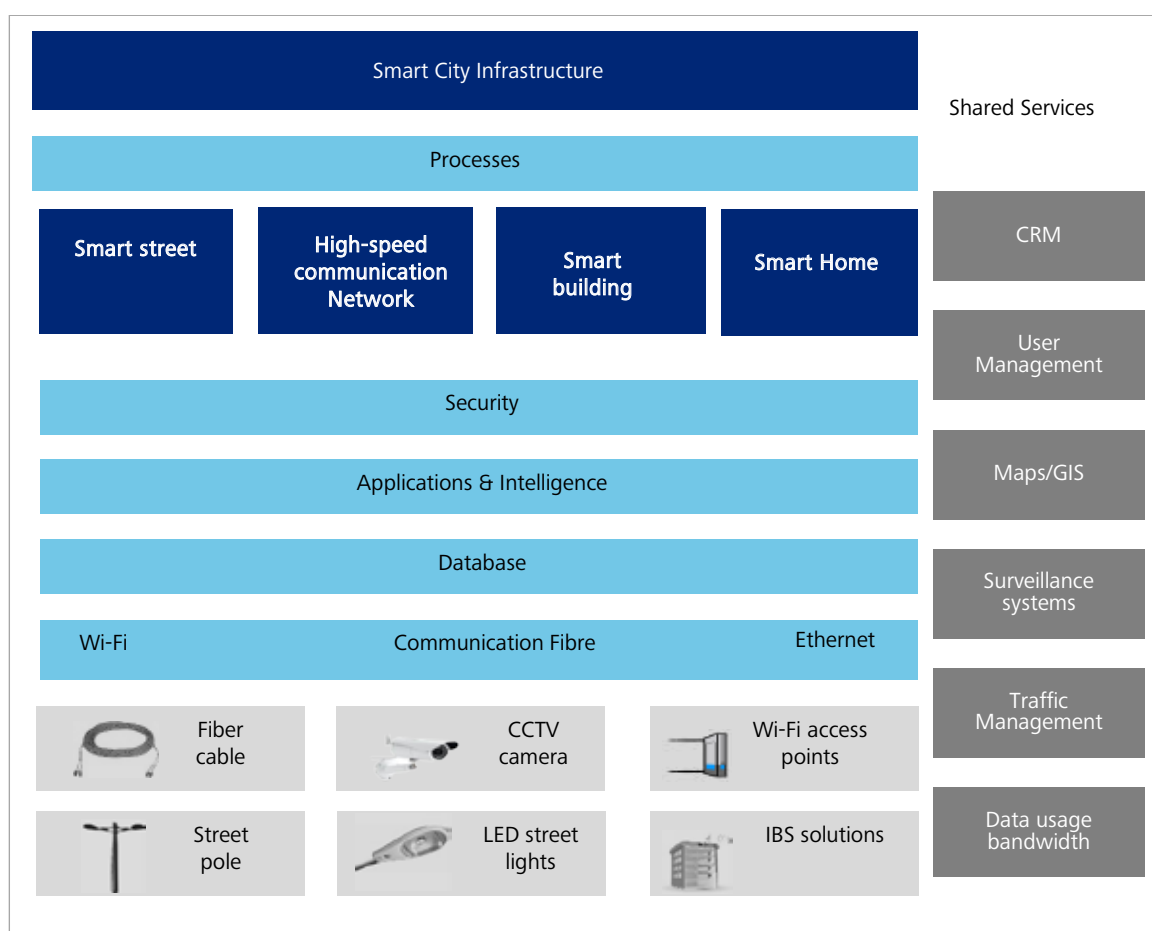 Smart City Infrastructure
Shared Services
Processes
Smart street
High-speed
communication
Network
Smart
building
Smart Home
CRM
User
Management
Security
Applications & Intelligence
Maps/GIS
Database
Surveillance
systems
Wi-Fi
Communication Fibre
Ethernet
Fiber
cable
CCTV
camera
Wi-Fi access
points
Traffic
Management
Street
pole
LED street
lights
IBS solutions
Data usage
bandwidth